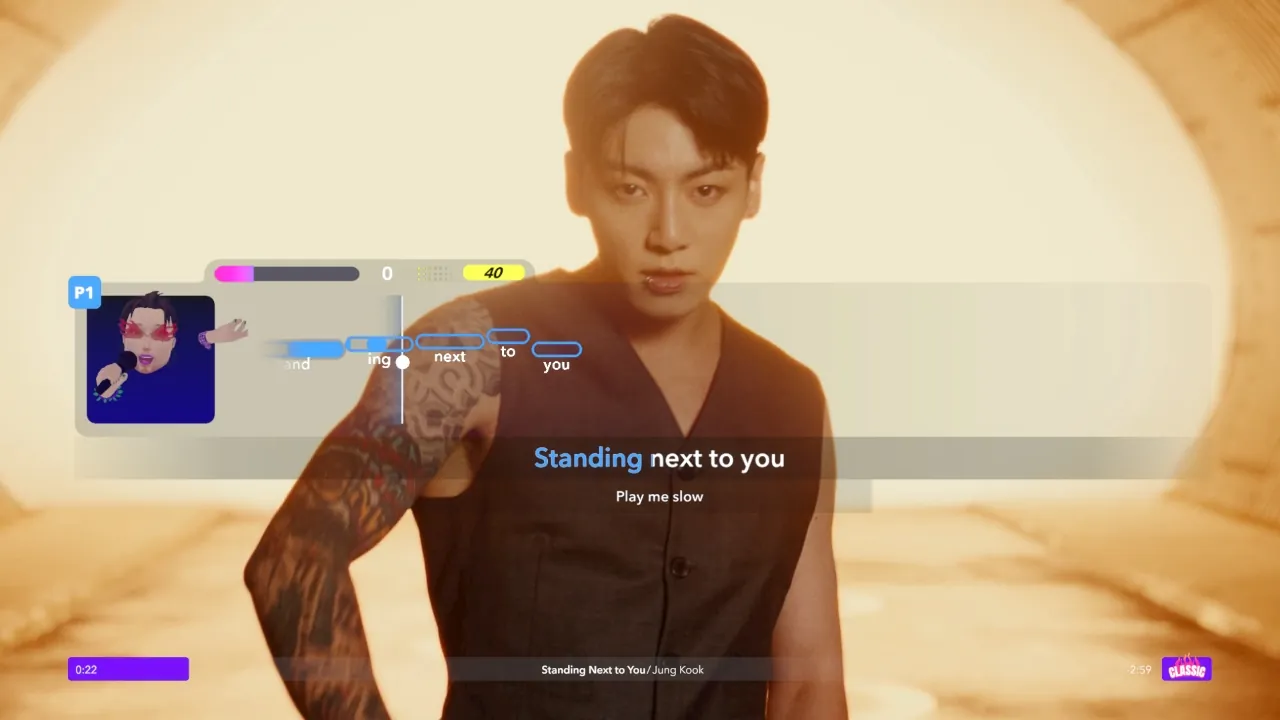 0
40
P1
and
ing
next
to
you
Standing next to you
Play me slow
0:22
Standing Next to You/Jung Kook
2:59
CLASSIC